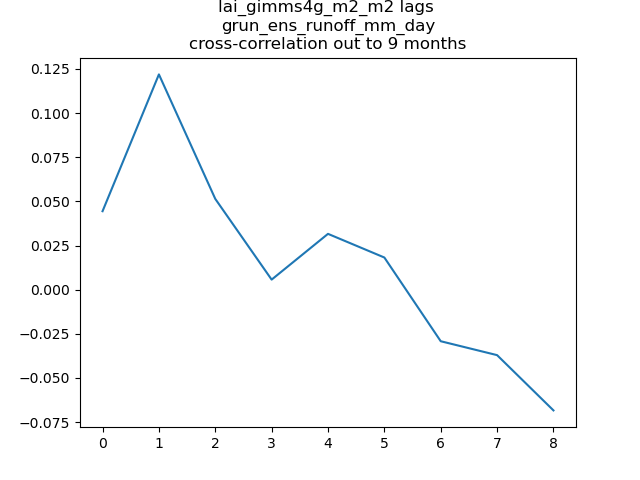 lai_gimms4g_m2_m2 lags
grun_ens_runoff_mm_day
cross-correlation out to 9 months
0.125
0.100
0.075
0.050
0.025
0.000
−0.025
−0.050
−0.075
0 1 2 3 4 5 6 7 8